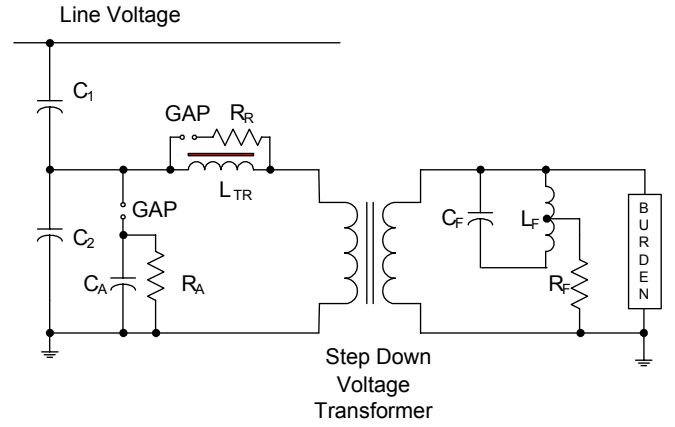 Line Voltage
C1
GAP RR
LTR
GAP
C2
CA RA
CF LF
RF
BURDEN
Step Down
Voltage
Transformer